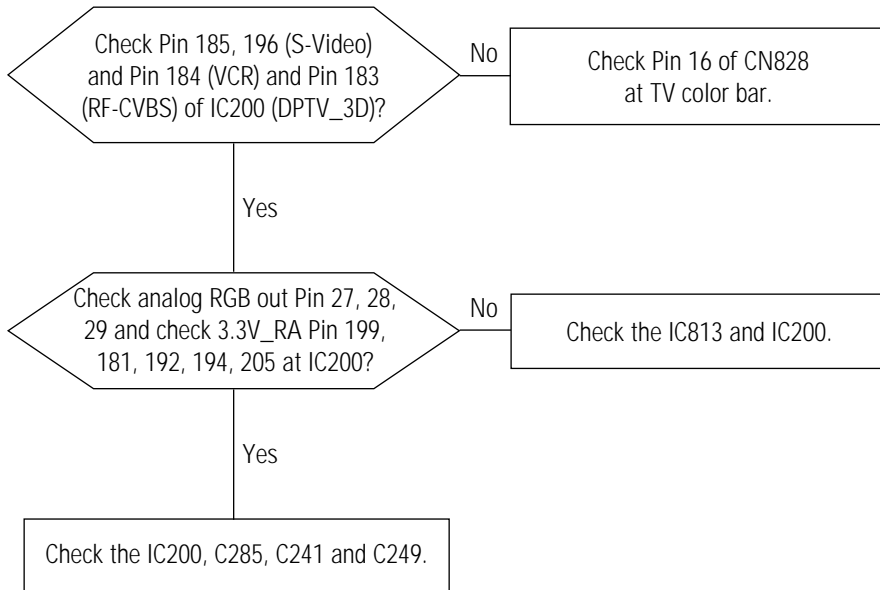 Check Pin 185, 196 (S-Video)
and Pin 184 (VCR) and Pin 183
(RF-CVBS) of IC200 (DPTV_3D)?
No
Check Pin 16 of CN828
at TV color bar.
Yes
Check analog RGB out Pin 27, 28,
29 and check 3.3V_RA Pin 199,
181, 192, 194, 205 at IC200?
No
Check the IC813 and IC200.
Yes
Check the IC200, C285, C241 and C249.